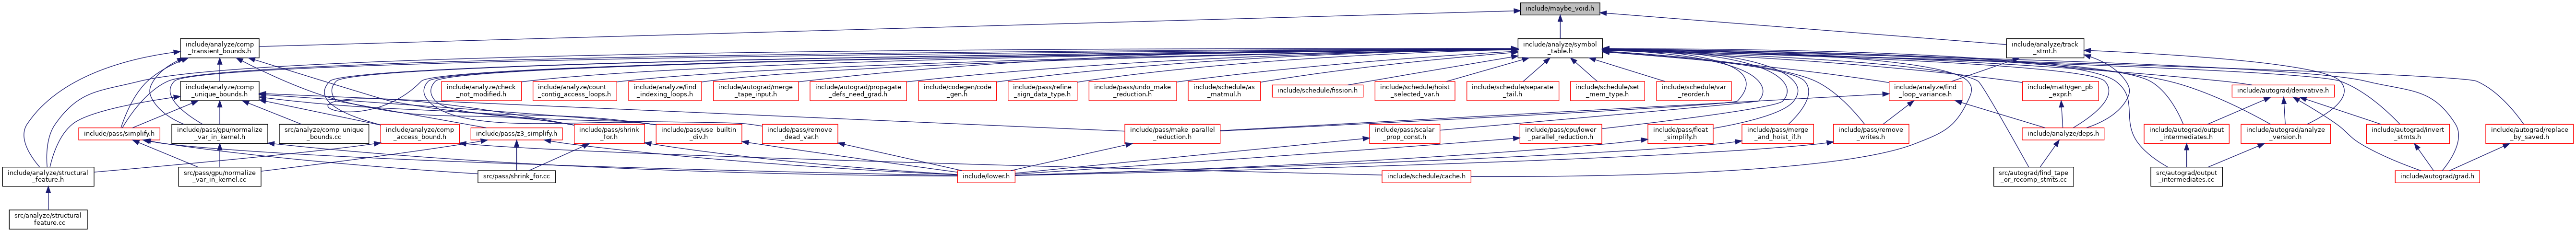 include/maybe_void.h
include/analyze/comp
_transient_bounds.h
include/analyze/symbol
_table.h
include/analyze/track
_stmt.h
include/analyze/comp
_unique_bounds.h
include/analyze/check
_not_modified.h
include/analyze/count
_contig_access_loops.h
include/analyze/find
_indexing_loops.h
include/autograd/merge
_tape_input.h
include/autograd/propagate
_defs_need_grad.h
include/codegen/code
_gen.h
include/pass/refine
_sign_data_type.h
include/pass/undo_make
_reduction.h
include/schedule/as
_matmul.h
include/schedule/fission.h
include/schedule/hoist
_selected_var.h
include/schedule/separate
_tail.h
include/schedule/set
_mem_type.h
include/schedule/var
_reorder.h
include/analyze/find
_loop_variance.h
include/math/gen_pb
_expr.h
include/autograd/derivative.h
include/pass/simplify.h
include/pass/gpu/normalize
_var_in_kernel.h
src/analyze/comp_unique
_bounds.cc
include/analyze/comp
_access_bound.h
include/pass/z3_simplify.h
include/pass/shrink
_for.h
include/pass/use_builtin
_div.h
include/pass/remove
_dead_var.h
include/pass/make_parallel
_reduction.h
include/pass/scalar
_prop_const.h
include/pass/cpu/lower
_parallel_reduction.h
include/pass/float
_simplify.h
include/pass/merge
_and_hoist_if.h
include/pass/remove
_writes.h
include/analyze/deps.h
include/autograd/output
_intermediates.h
include/autograd/analyze
_version.h
include/autograd/invert
_stmts.h
include/autograd/replace
_by_saved.h
include/analyze/structural
_feature.h
src/pass/gpu/normalize
_var_in_kernel.cc
src/pass/shrink_for.cc
include/lower.h
include/schedule/cache.h
src/autograd/find_tape
_or_recomp_stmts.cc
src/autograd/output
_intermediates.cc
include/autograd/grad.h
src/analyze/structural
_feature.cc